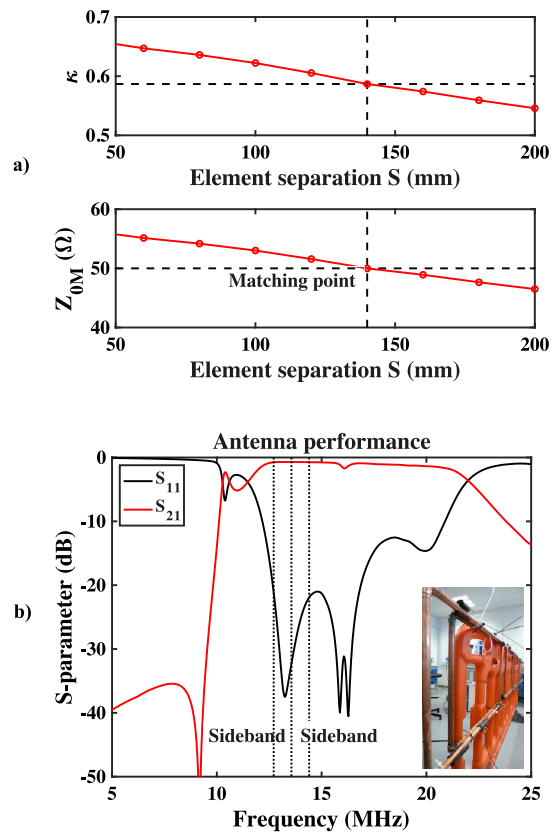 a)
0.7
0.6
0.5
κ
50
100
150
200
Element separation S (mm)
60
50
40
Z0M (Ω)
Matching point
50
100
150
200
Element separation S (mm)
b)
Antenna performance
0
-10
-20
-30
-40
-50
S-parameter (dB)
S11
S21
Sideband
Sideband
5
10
15
20
25
Frequency (MHz)